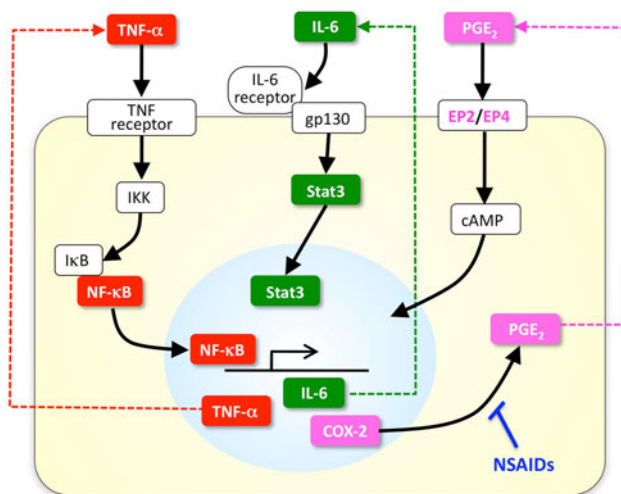 TNF-α
IL-6
PGE₂
IL-6
receptor
TNF
receptor
gp130
EP2/EP4
IKK
Stat3
cAMP
IκB
NF-κB
Stat3
NF-κB
PGE₂
IL-6
TNF-α
COX-2
NSAIDs